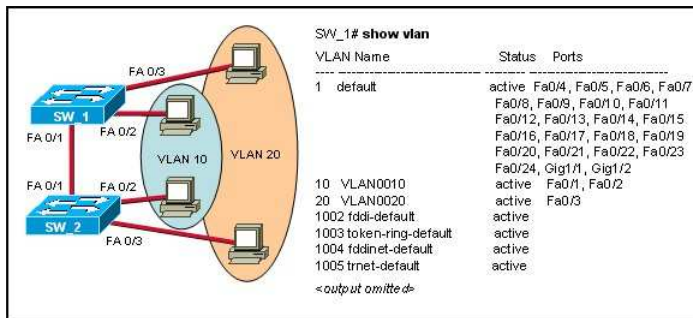 SW_1# show vlan
VLAN Name Status Ports
1 default active Fa0/4, Fa0/5, Fa0/6, Fa0/7
Fa0/8, Fa0/9, Fa0/10, Fa0/11
Fa0/12, Fa0/13, Fa0/14, Fa0/15
Fa0/16, Fa0/17, Fa0/18, Fa0/19
Fa0/20, Fa0/21, Fa0/22, Fa0/23
Fa0/24, Gig1/1, Gig1/2
10 VLAN0010 active Fa0/1, Fa0/2
20 VLAN0020 active Fa0/3
1002 fddi-default active
1003 token-ring-default active
1004 fddinet-default active
1005 trnet-default active
<output omitted>
FA 0/3
SW_1
FA 0/1
FA 0/2
VLAN 10
VLAN 20
FA 0/1
FA 0/2
SW_2
FA 0/3